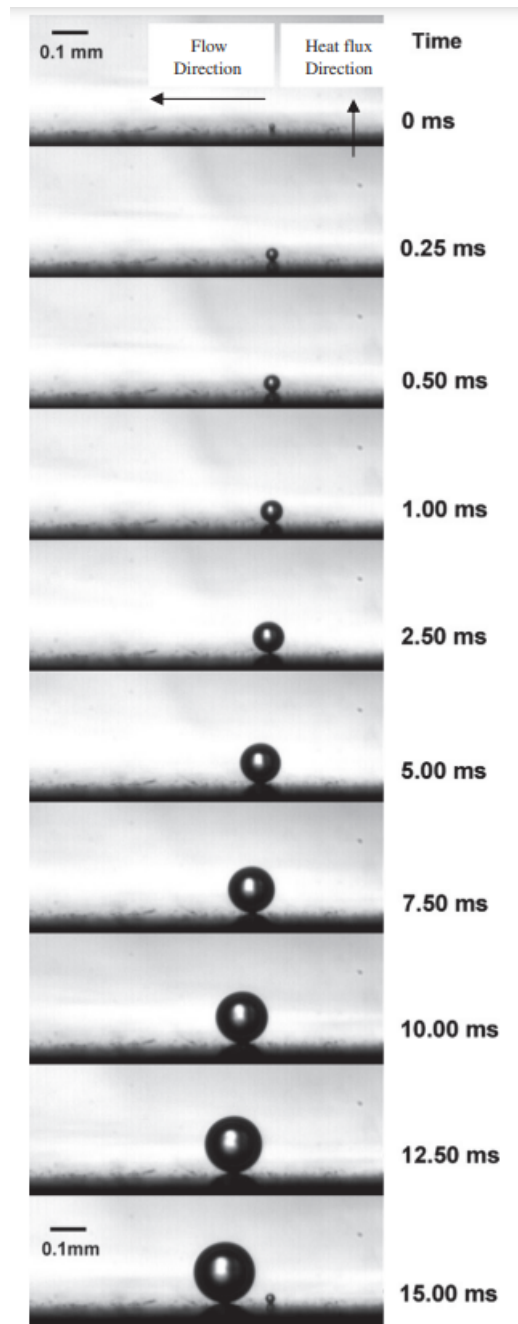 0.1 mm
Flow
Direction
Heat flux
Direction
Time
0 ms
0.25 ms
0.50 ms
1.00 ms
2.50 ms
5.00 ms
7.50 ms
10.00 ms
12.50 ms
0.1mm
15.00 ms